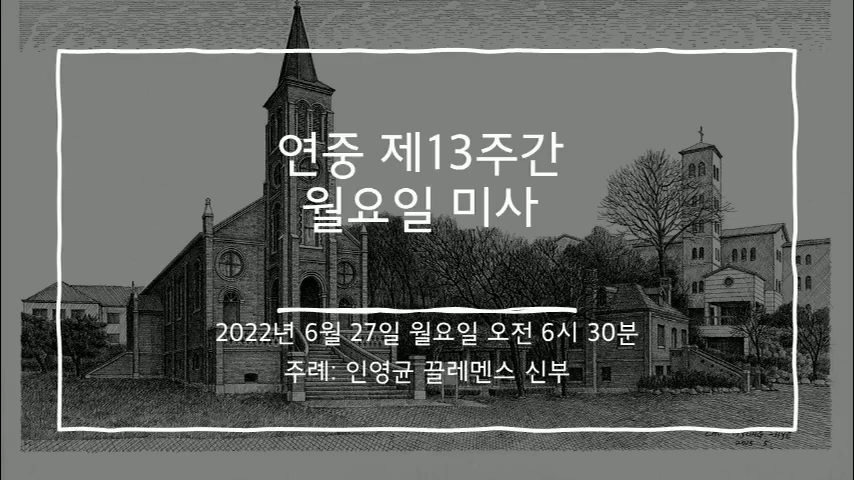 연중 제13주간
월요일 미사
2022년 6월 27일 월요일 오전 6시 30분
주례: 인영균 끌레멘스 신부